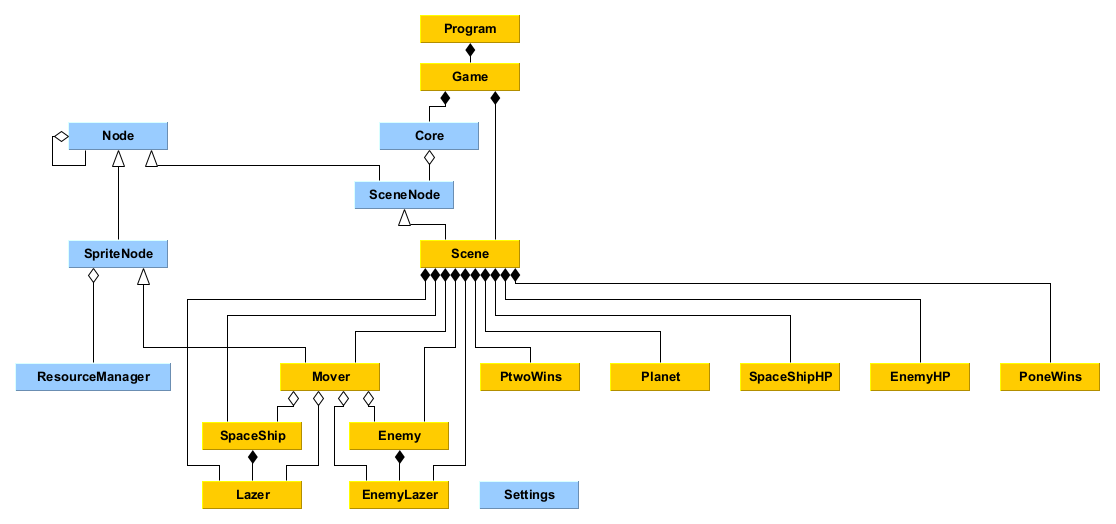 Program
Game
Node
Core
SceneNode
SpriteNode
Scene
ResourceManager
Mover
PtwoWins
Planet
SpaceShipHP
EnemyHP
PoneWins
SpaceShip
Enemy
Lazer
EnemyLazer
Settings